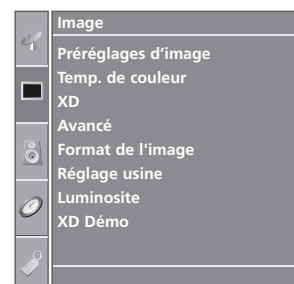 Image
Préréglages d’image
Temp. de couleur
XD
Avancé
Format de l'image
Réglage usine
Luminosite
XD Démo